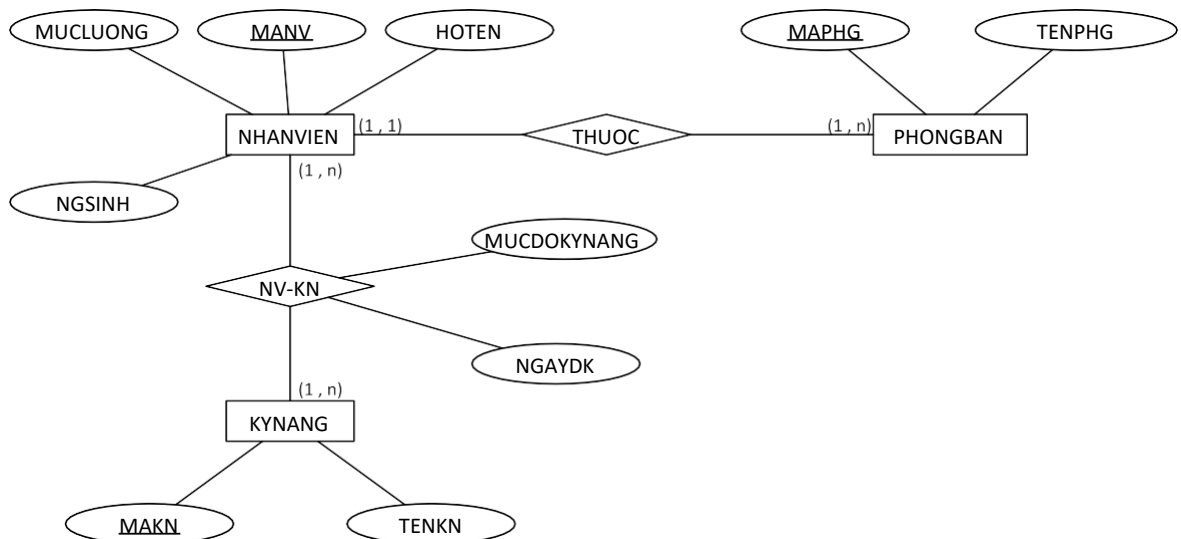 MUCLUONG
MANV
HOTEN
MAPHG
TENPHG
NHANVIEN
(1 , 1)
THUOC
(1 , n)
PHONGBAN
(1 , n)
NGSINH
MUCDOKYNANG
NV-KN
NGAYDK
(1 , n)
KYNANG
MAKN
TENKN